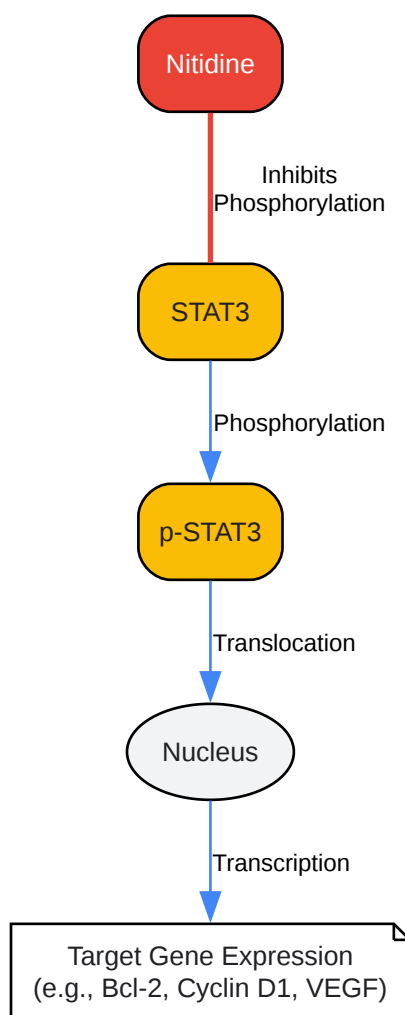 Nitidine
Inhibits
Phosphorylation
STAT3
Phosphorylation
p-STAT3
Translocation
Nucleus
Transcription
Target Gene Expression
(e.g., Bcl-2, Cyclin D1, VEGF)